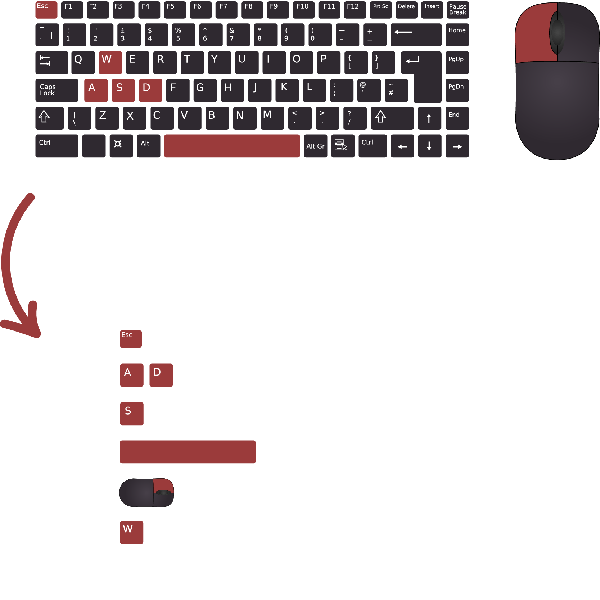 Esc F1 F2 F3 F4 F5 F6 F7 F8 F9 F10 F11 F12 Prt Sc Delete Insert Pause Break
1 2 3 4 5 6 7 8 9 0 Home
Q W E R T Y U I O P { [ } ] PgUp
Caps Lock A S D F G H J K L : ; @ # PgDn
\ Z X C V B N M < , > . ? / End
Ctrl Alt Alt Gr Ctrl
Esc
A D
S
W